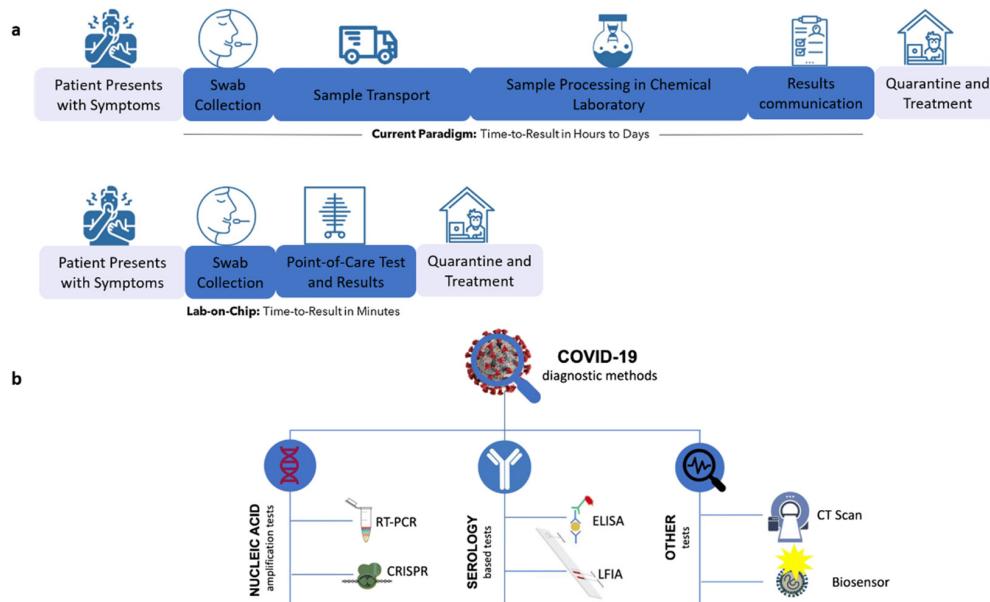 a
Patient Presents
with Symptoms
Swab
Collection
Sample Transport
Sample Processing in Chemical
Laboratory
Results
communication
Quarantine and
Treatment
Current Paradigm: Time-to-Result in Hours to Days
Patient Presents
with Symptoms
Swab
Collection
Point-of-Care Test
and Results
Quarantine and
Treatment
Lab-on-Chip: Time-to-Result in Minutes
b
COVID-19
diagnostic methods
NUCLEIC ACID
amplification tests
RT-PCR
CRISPR
SEROLOGY
based tests
ELISA
LFIA
OTHER
tests
CT Scan
Biosensor